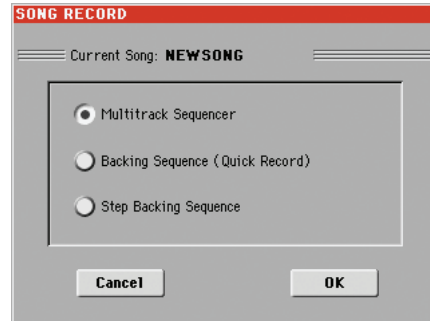 SONG RECORD
Current Song: NEWSONG
Multitrack Sequencer
Backing Sequence (Quick Record)
Step Backing Sequence
Cancel OK